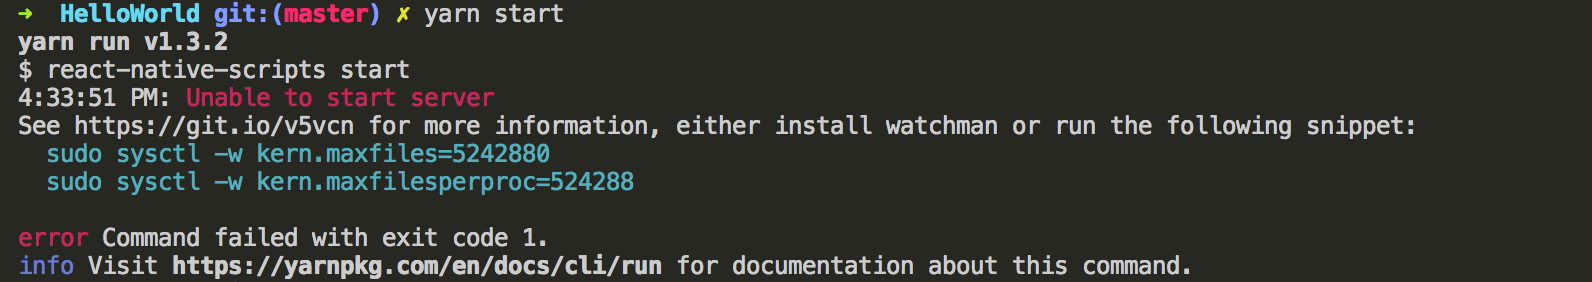 ➜  HelloWorld git:(master) ✗ yarn start
yarn run v1.3.2
$ react-native-scripts start
4:33:51 PM: Unable to start server
See https://git.io/v5vcn for more information, either install watchman or run the following snippet:
  sudo sysctl -w kern.maxfiles=5242880
  sudo sysctl -w kern.maxfilesperproc=524288
error Command failed with exit code 1.
info Visit https://yarnpkg.com/en/docs/cli/run for documentation about this command.